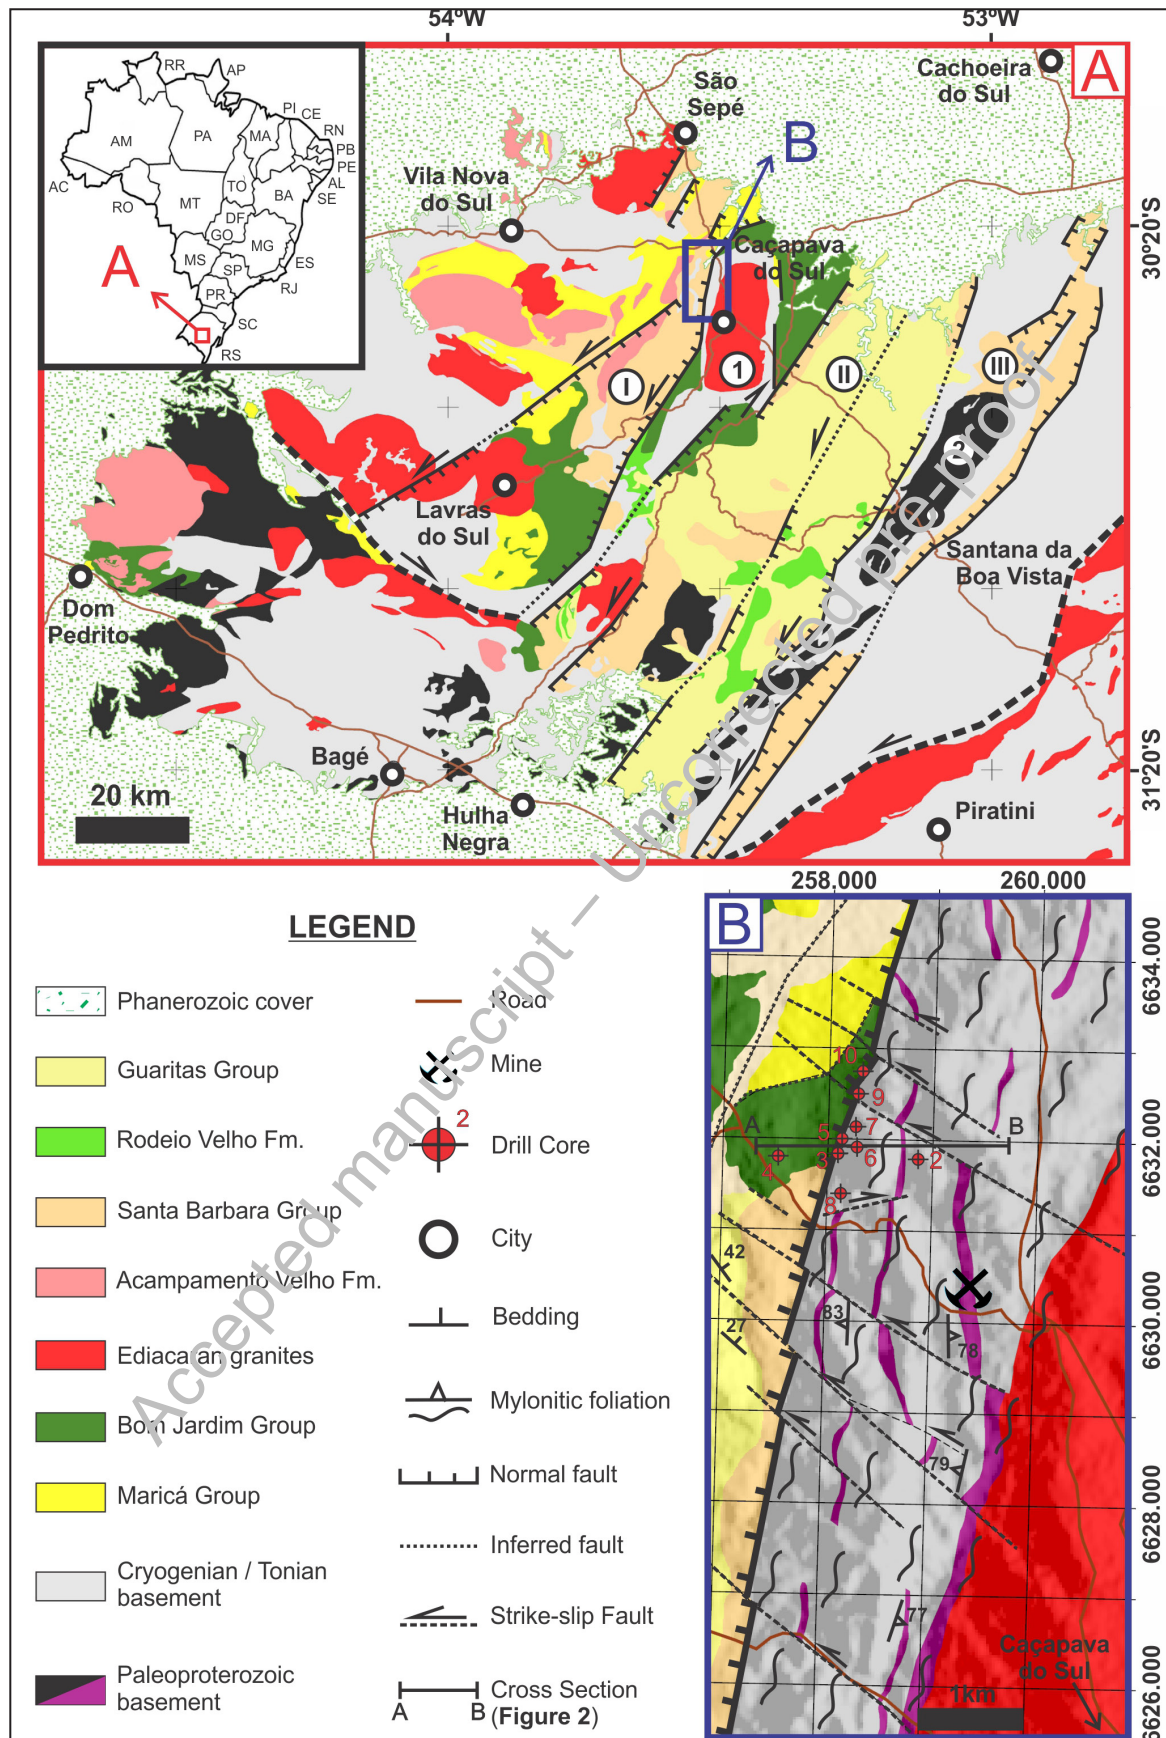 54ºW
53ºW
A
RR
AP
AM
PA
MA
PI
CE
RN
PB
PE
AL
SE
AC
RO
MT
TO
BA
DF
GO
MG
MS
SP
ES
RJ
PR
SC
RS
A
São
Sepé
Cachoeira
do Sul
B
Vila Nova
do Sul
Caçapava
do Sul
30º20'S
1
I
II
III
2
Lavras
do Sul
Santana da
Boa Vista
Dom
Pedrito
Bagé
Hulha
Negra
Piratini
31º20'S
20 km
LEGEND
Phanerozoic cover
Guaritas Group
Rodeio Velho Fm.
Santa Barbara Group
Acampamento Velho Fm.
Ediacaran granites
Bom Jardim Group
Maricá Group
Cryogenian / Tonian
basement
Paleoproterozoic
basement
Road
Mine
2
Drill Core
City
Bedding
Mylonitic foliation
Normal fault
Inferred fault
Strike-slip Fault
A
B
Cross Section
(Figure 2)
258.000
260.000
B
6634.000
6632.000
6630.000
6628.000
6626.000
10
9
7
5
A
B
4
3
6
2
8
42
27
83
78
79
77
Caçapava
do Sul
1km
Accepted manuscript – Uncorrected pre-proof